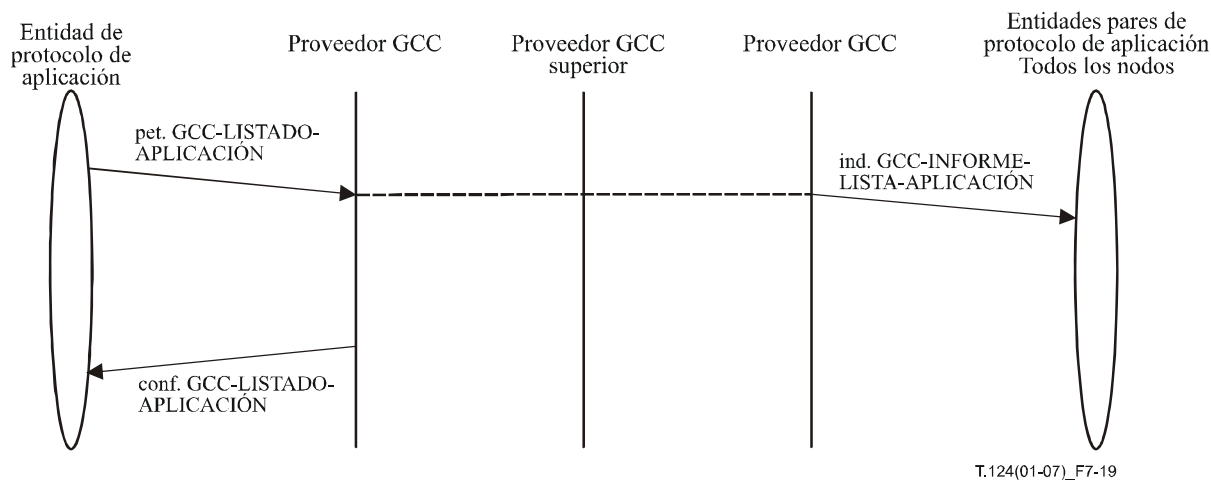 Entidad de
protocolo de
aplicación
Proveedor GCC
Proveedor GCC
superior
Proveedor GCC
Entidades pares de
protocolo de aplicación
Todos los nodos
pet. GCC-LISTADO-
APLICACIÓN
ind. GCC-INFORME-
LISTA-APLICACIÓN
conf. GCC-LISTADO-
APLICACIÓN
T.124(01-07)_F7-19